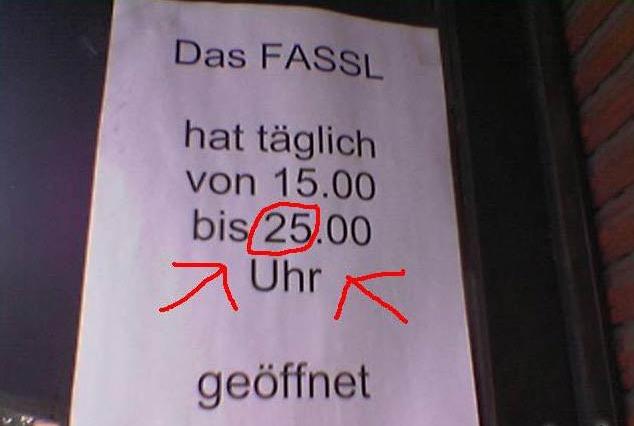 Das FASSL
hat täglich
von 15.00
bis 25.00
Uhr
geöffnet